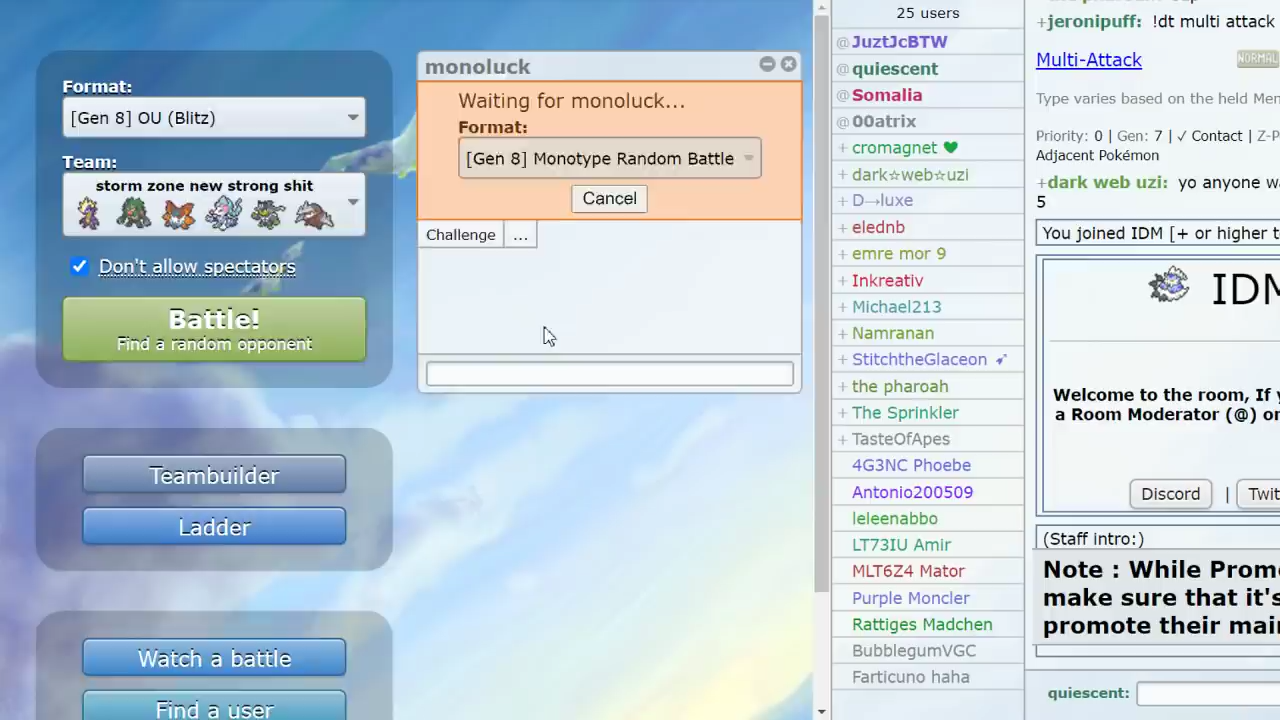 Format:
[Gen 8] OU (Blitz)
Team:
storm zone new strong shit
Don't allow spectators
Battle!
Find a random opponent
Teambuilder
Ladder
Watch a battle
Find a user
monoluck
Waiting for monoluck...
Format:
[Gen 8] Monotype Random Battle
Cancel
Challenge
...
25 users
@JuztJcBTW
@quiescent
@Somalia
@00atrix
+cromagnet
+dark☆web☆uzi
+D→luxe
+elednb
+emre mor 9
+Inkreativ
+Michael213
+Namranan
+StitchtheGlaceon ➶
+the pharoah
+The Sprinkler
+TasteOfApes
4G3NC Phoebe
Antonio200509
leleenabbo
LT73IU Amir
MLT6Z4 Mator
Purple Moncler
Rattiges Madchen
BubblegumVGC
Farticuno haha
+jeronipuff: !dt multi attack
Multi-Attack NORMAL
Type varies based on the held Mem
Priority: 0 | Gen: 7 | ✓ Contact | Z-P
Adjacent Pokémon
+dark web uzi: yo anyone wa
5
You joined IDM [+ or higher t
IDM
Welcome to the room, If y
a Room Moderator (@) or
Discord | Twit
(Staff intro:)
Note : While Promo
make sure that it's
promote their main
quiescent: